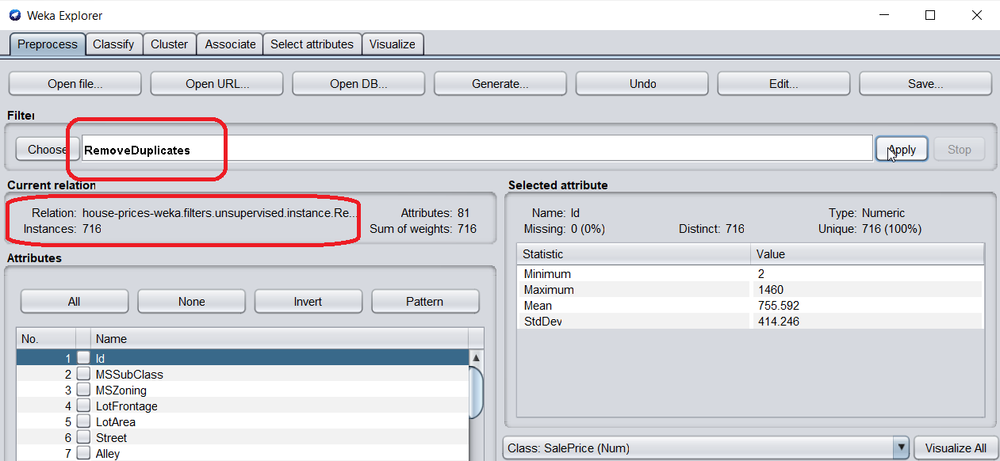 Weka Explorer
Preprocess Classify Cluster Associate Select attributes Visualize
Open file... Open URL... Open DB... Generate... Undo Edit... Save...
Filter
Choose RemoveDuplicates Apply Stop
Current relation
Relation: house-prices-weka.filters.unsupervised.instance.Re... Attributes: 81
Instances: 716 Sum of weights: 716
Attributes
All None Invert Pattern
No. Name
1 Id
2 MSSubClass
3 MSZoning
4 LotFrontage
5 LotArea
6 Street
7 Alley
Selected attribute
Name: Id Type: Numeric
Missing: 0 (0%) Distinct: 716 Unique: 716 (100%)
Statistic Value
Minimum 2
Maximum 1460
Mean 755.592
StdDev 414.246
Class: SalePrice (Num) Visualize All